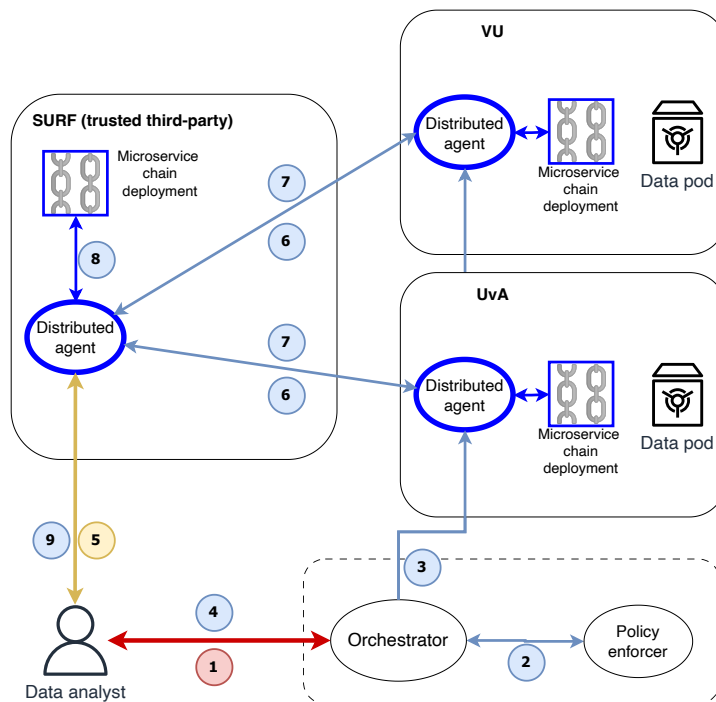 VU
Distributed
agent
Microservice
chain
deployment
Data pod
SURF (trusted third-party)
Microservice chain
deployment
7
6
8
Distributed
agent
7
6
UvA
Distributed
agent
Microservice chain
deployment
Data pod
9
5
3
4
1
Data analyst
Orchestrator
2
Policy
enforcer